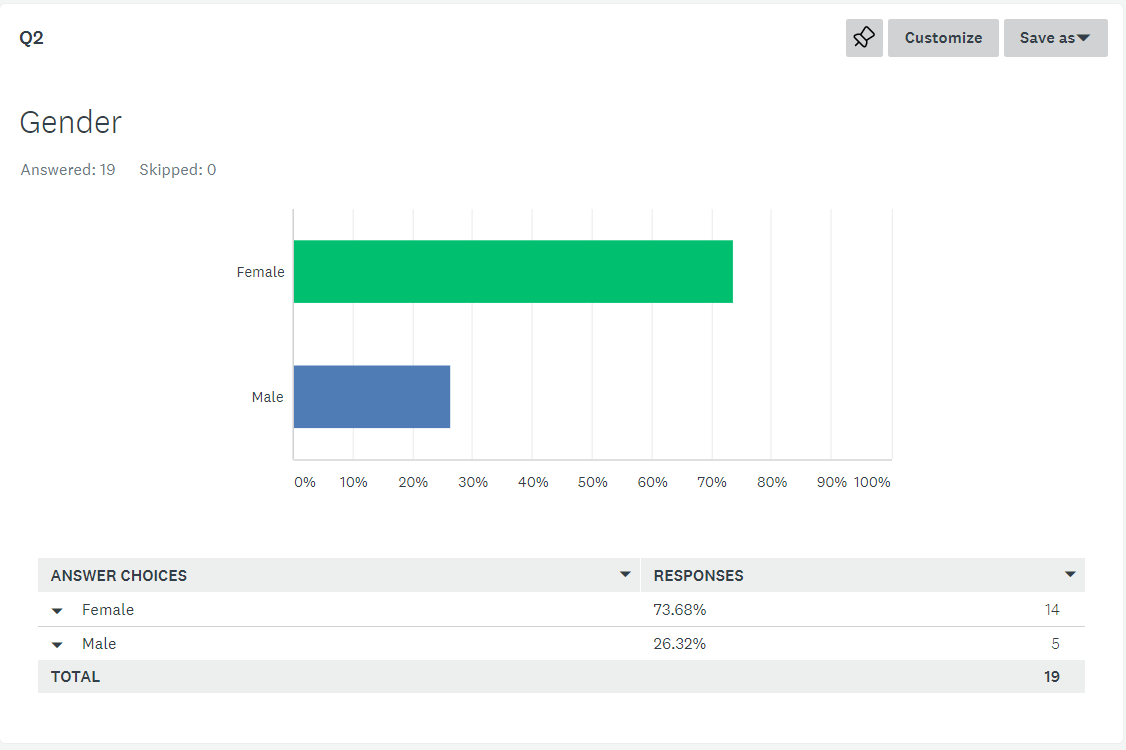 Q2
Customize
Save as
Gender
Answered: 19 Skipped: 0
Female
Male
0% 10% 20% 30% 40% 50% 60% 70% 80% 90% 100%
ANSWER CHOICES RESPONSES
Female 73.68% 14
Male 26.32% 5
TOTAL 19